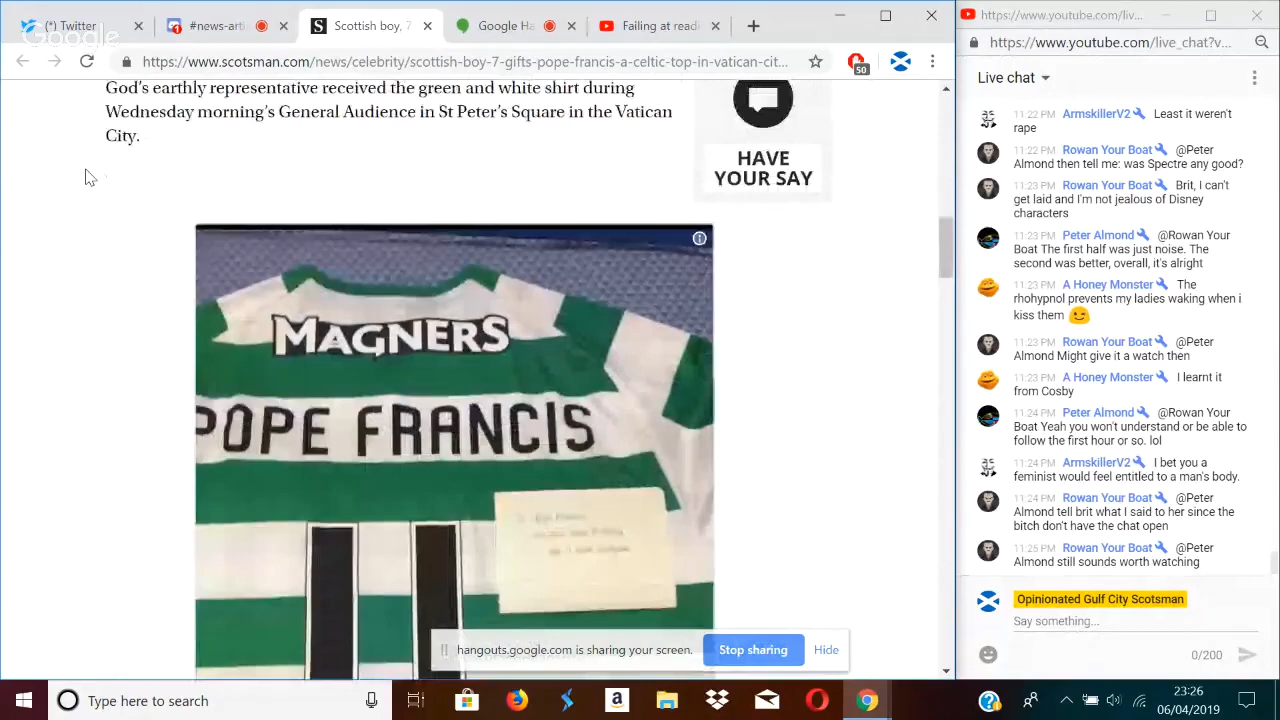 (*) Twitter
#news-arti
Scottish boy, 7
Google Ha
Failing at readi
https://www.youtube.com/liv...
Google
https://www.scotsman.com/news/celebrity/scottish-boy-7-gifts-pope-francis-a-celtic-top-in-vatican-cit...
50
https://www.youtube.com/live_chat?v...
God's earthly representative received the green and white shirt during
Wednesday morning's General Audience in St Peter's Square in the Vatican
City.
HAVE
YOUR SAY
MAGNERS
POPE FRANCIS
hangouts.google.com is sharing your screen.
Stop sharing
Hide
Live chat
11:22 PM ArmskillerV2 Least it weren't
rape
11:22 PM Rowan Your Boat @Peter
Almond then tell me: was Spectre any good?
11:23 PM Rowan Your Boat Brit, I can't
get laid and I'm not jealous of Disney
characters
11:23 PM Peter Almond @Rowan Your
Boat The first half was just noise. The
second was better, overall, it's alright
11:23 PM A Honey Monster The
rhohypnol prevents my ladies waking when i
kiss them
11:23 PM Rowan Your Boat @Peter
Almond Might give it a watch then
11:23 PM A Honey Monster I learnt it
from Cosby
11:24 PM Peter Almond @Rowan Your
Boat Yeah you won't understand or be able to
follow the first hour or so. lol
11:24 PM ArmskillerV2 I bet you a
feminist would feel entitled to a man's body.
11:24 PM Rowan Your Boat @Peter
Almond tell brit what I said to her since the
bitch don't have the chat open
11:25 PM Rowan Your Boat @Peter
Almond still sounds worth watching
Opinionated Gulf City Scotsman
Say something...
0/200
Type here to search
23:26
06/04/2019